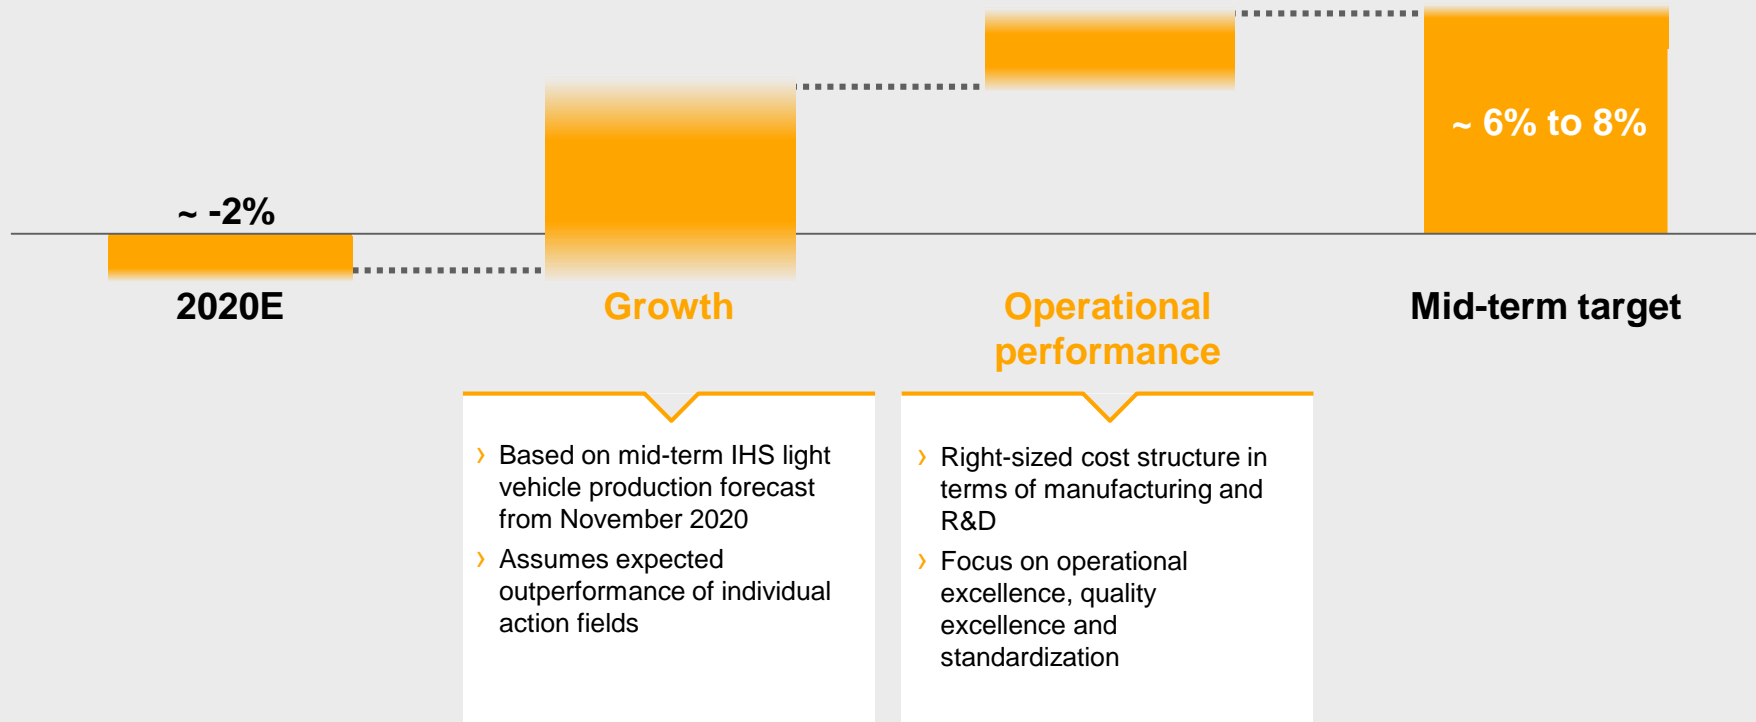 ~ 6% to 8%
~ -2%
2020E
Growth
Operational
performance
Mid-term target
› Based on mid-term IHS light
vehicle production forecast
from November 2020
› Assumes expected
outperformance of individual
action fields
› Right-sized cost structure in
terms of manufacturing and
R&D
› Focus on operational
excellence, quality
excellence and
standardization